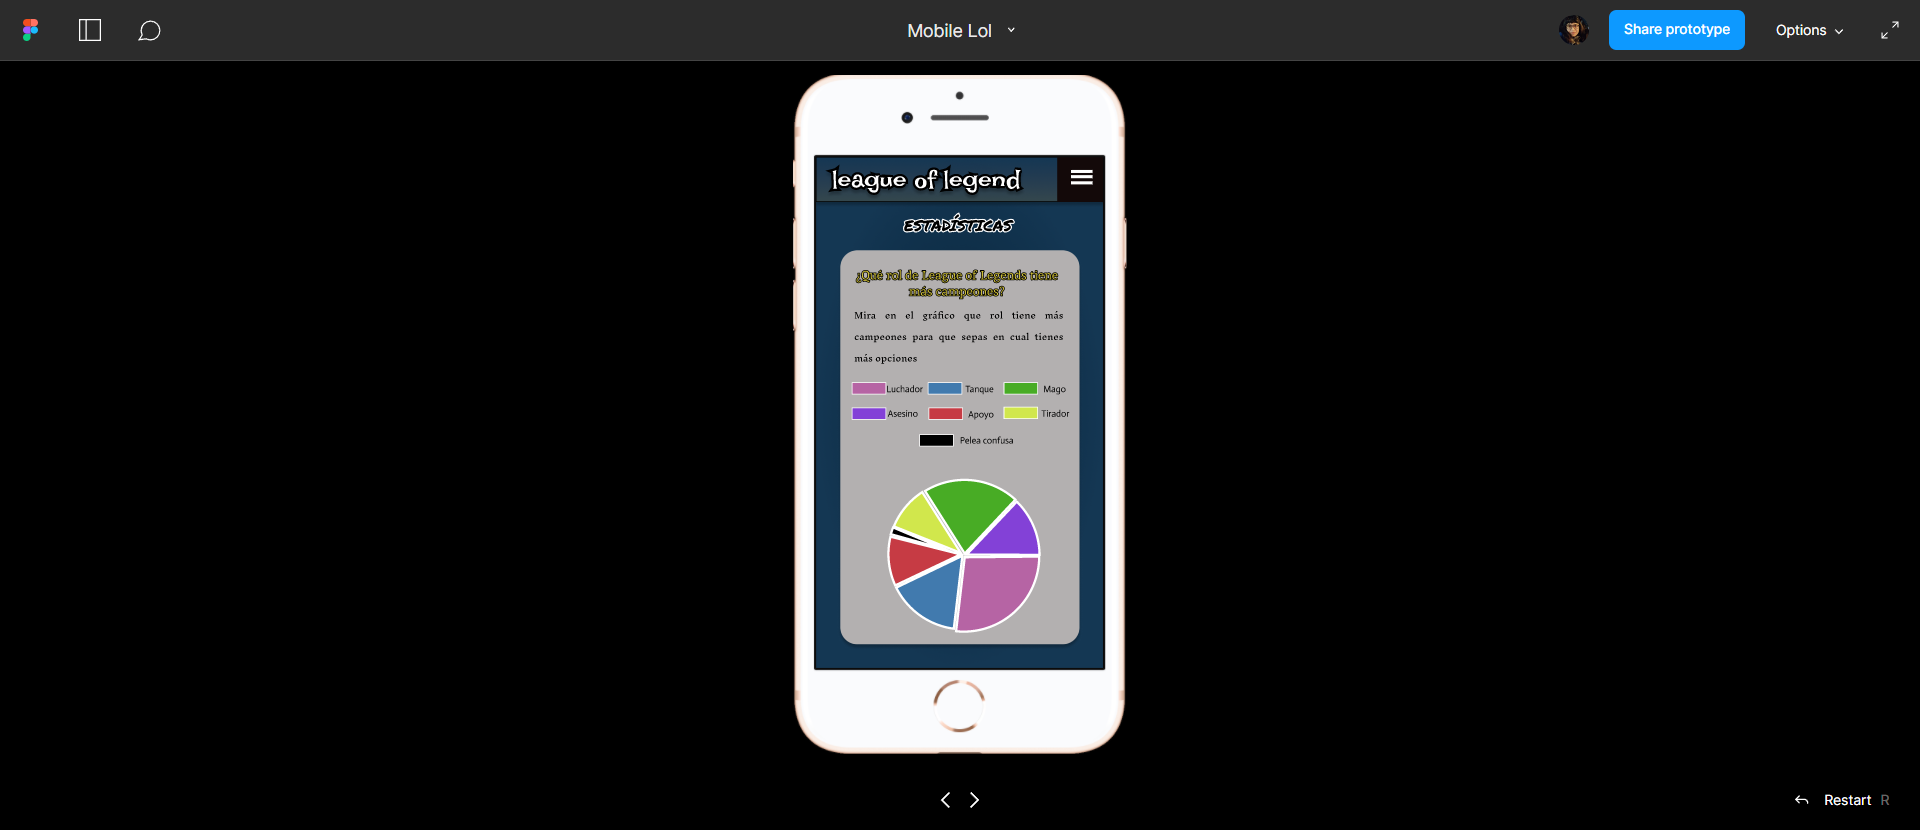 Mobile Lol
Share prototype
Options
league of legend
ESTADÍSTICAS
¿Qué rol de League of Legends tiene
más campeones?
Mira en el gráfico que rol tiene más
campeones para que sepas en cual tienes
más opciones
Luchador Tanque Mago
Asesino Apoyo Tirador
Pelea confusa
Restart R